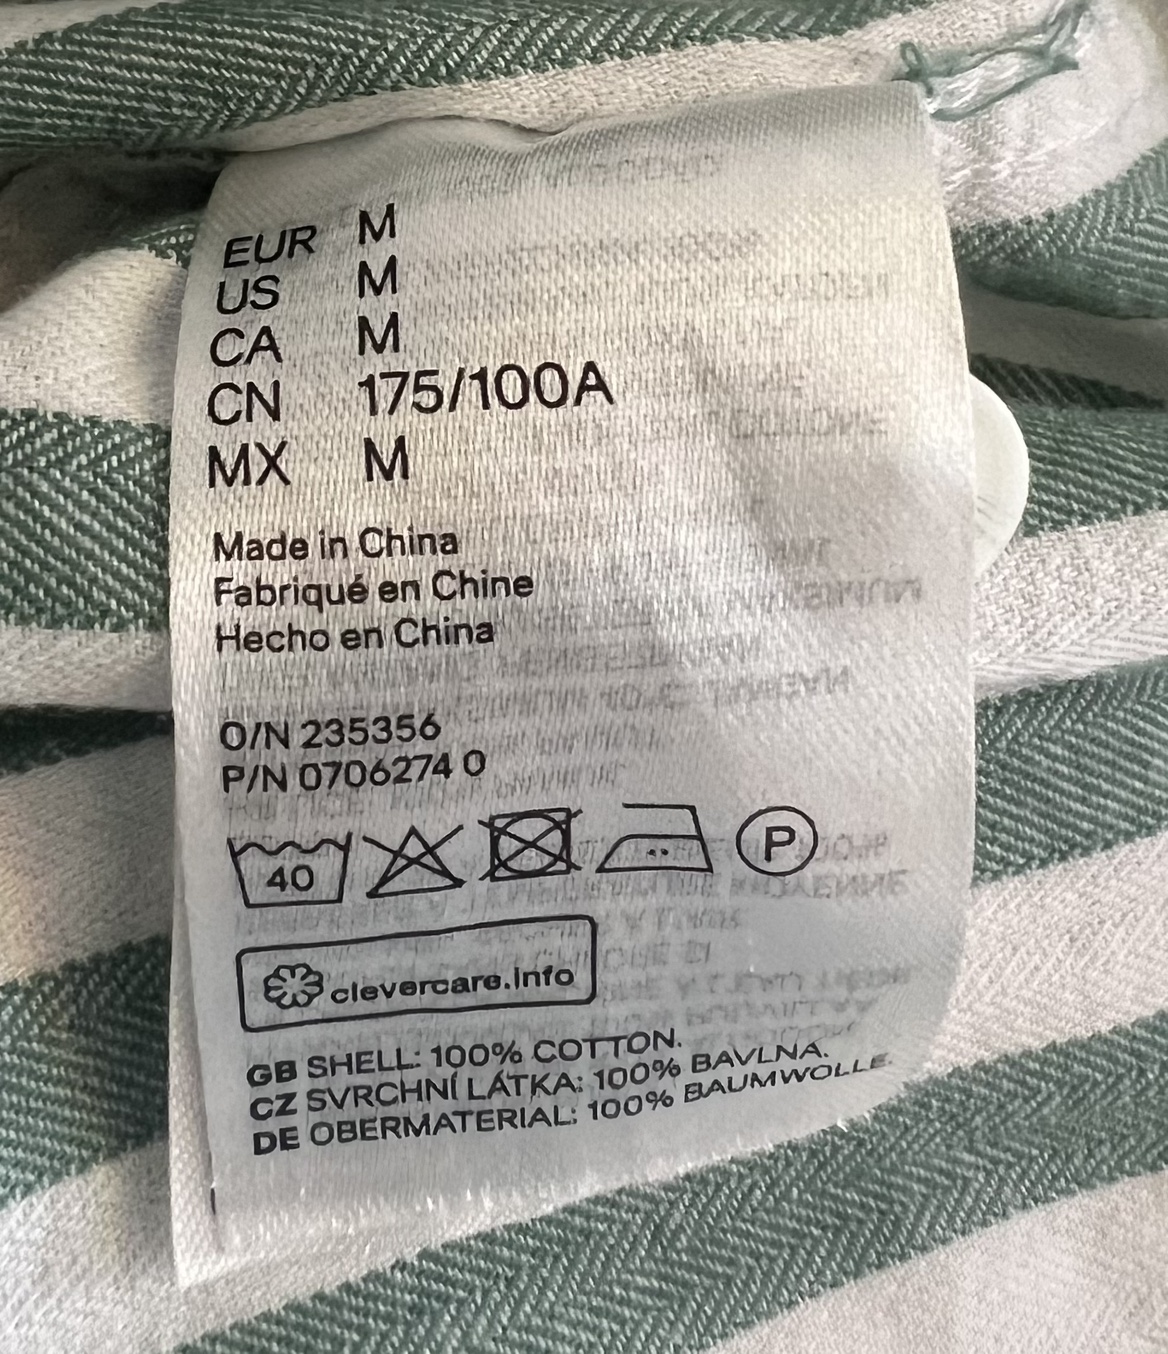 EUR M
US M
CA M
CN 175/100A
MX M
Made in China
Fabriqué en Chine
Hecho en China
O/N 235356
P/N 0706274 0
40
P
clevercare.info
GB SHELL: 100% COTTON.
CZ SVRCHNÍ LÁTKA: 100% BAVLNA.
DE OBERMATERIAL: 100% BAUMWOLLE.